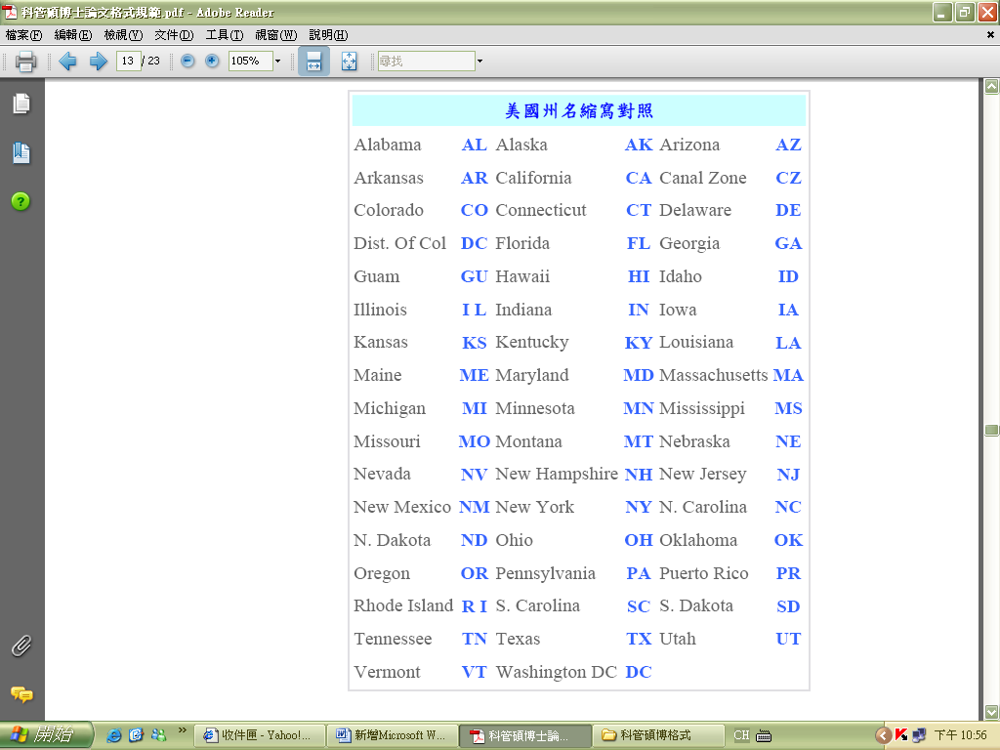 科管碩博士論文格式規範.pdf - Adobe Reader
檔案(F) 編輯(E) 檢視(V) 文件(D) 工具(T) 視窗(W) 說明(H)
13 / 23 105% 尋找
美國州名縮寫對照
Alabama AL Alaska AK Arizona AZ
Arkansas AR California CA Canal Zone CZ
Colorado CO Connecticut CT Delaware DE
Dist. Of Col DC Florida FL Georgia GA
Guam GU Hawaii HI Idaho ID
Illinois I L Indiana IN Iowa IA
Kansas KS Kentucky KY Louisiana LA
Maine ME Maryland MD Massachusetts MA
Michigan MI Minnesota MN Mississippi MS
Missouri MO Montana MT Nebraska NE
Nevada NV New Hampshire NH New Jersey NJ
New Mexico NM New York NY N. Carolina NC
N. Dakota ND Ohio OH Oklahoma OK
Oregon OR Pennsylvania PA Puerto Rico PR
Rhode Island R I S. Carolina SC S. Dakota SD
Tennessee TN Texas TX Utah UT
Vermont VT Washington DC DC
開始 收件匣 - Yahoo!... 新增Microsoft W... 科管碩博士論... 科管碩博格式 CH 下午 10:56